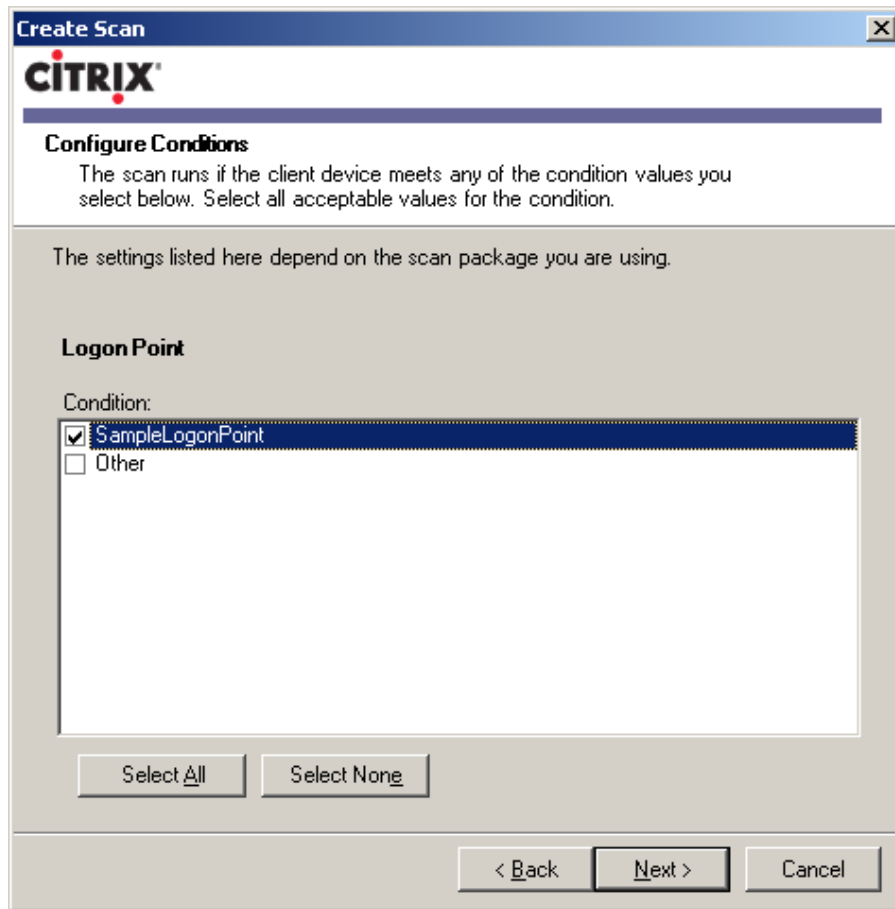 Create Scan
CITRIX®
Configure Conditions
The scan runs if the client device meets any of the condition values you
select below. Select all acceptable values for the condition.
The settings listed here depend on the scan package you are using.
Logon Point
Condition:
SampleLogonPoint
Other
Select All
Select None
< Back
Next >
Cancel